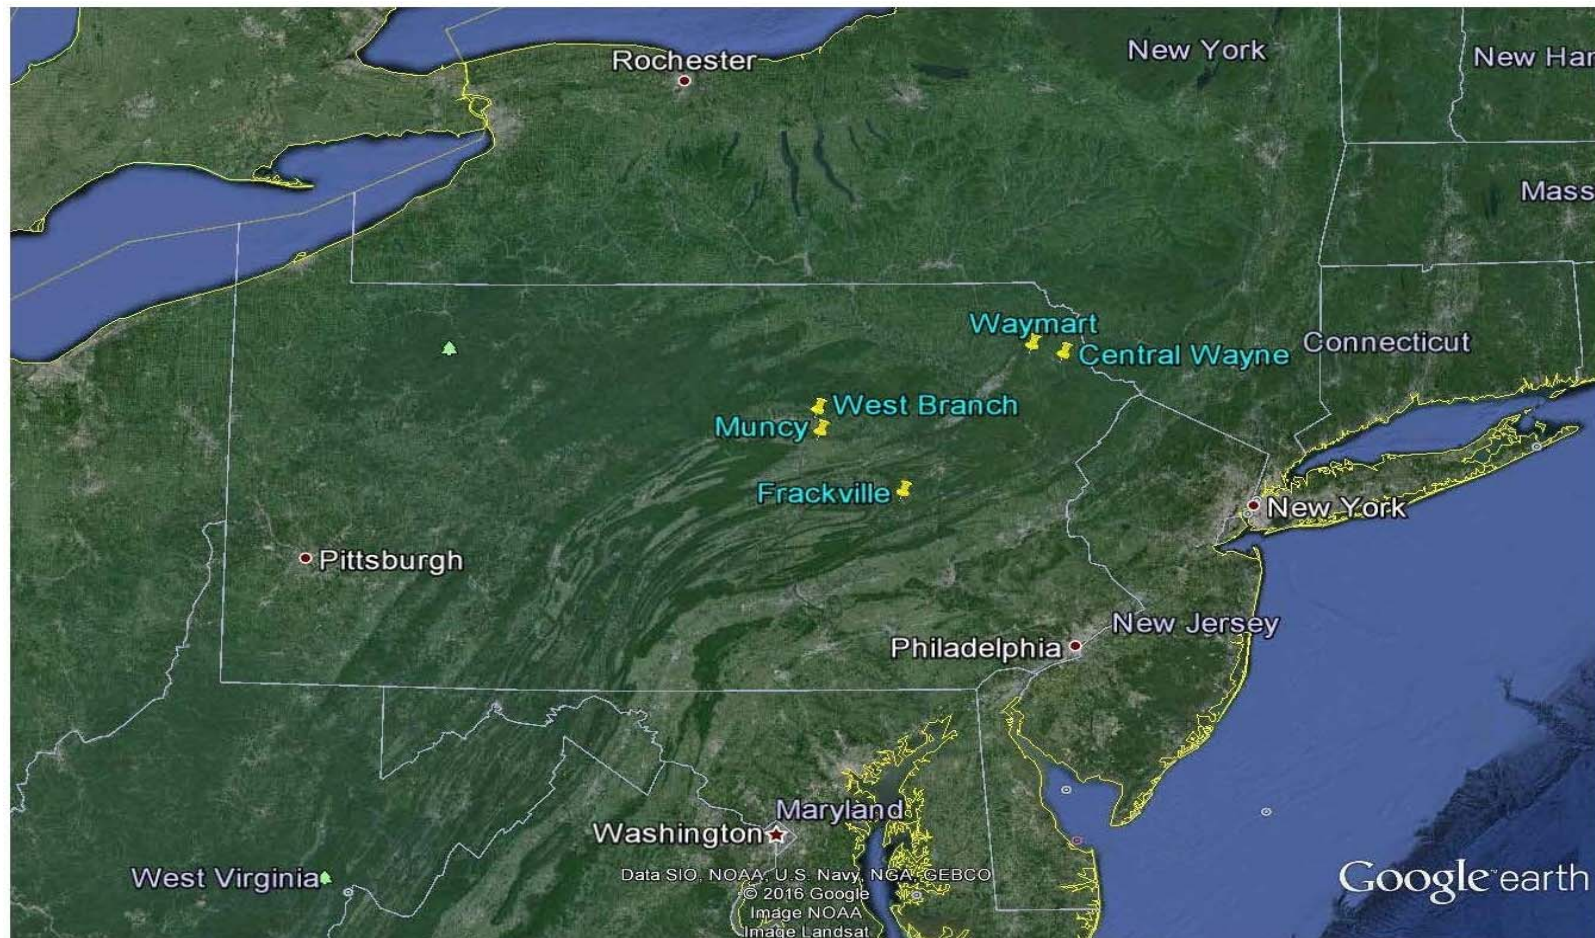 Rochester
New York
New Har
Mass
Waymart
Central Wayne
Connecticut
West Branch
Muncy
Frackville
New York
Pittsburgh
New Jersey
Philadelphia
Maryland
Washington
West Virginia
Data SIO, NOAA, U.S. Navy, NGA, GEBCO
© 2016 Google
Image NOAA
Image Landsat
Google earth